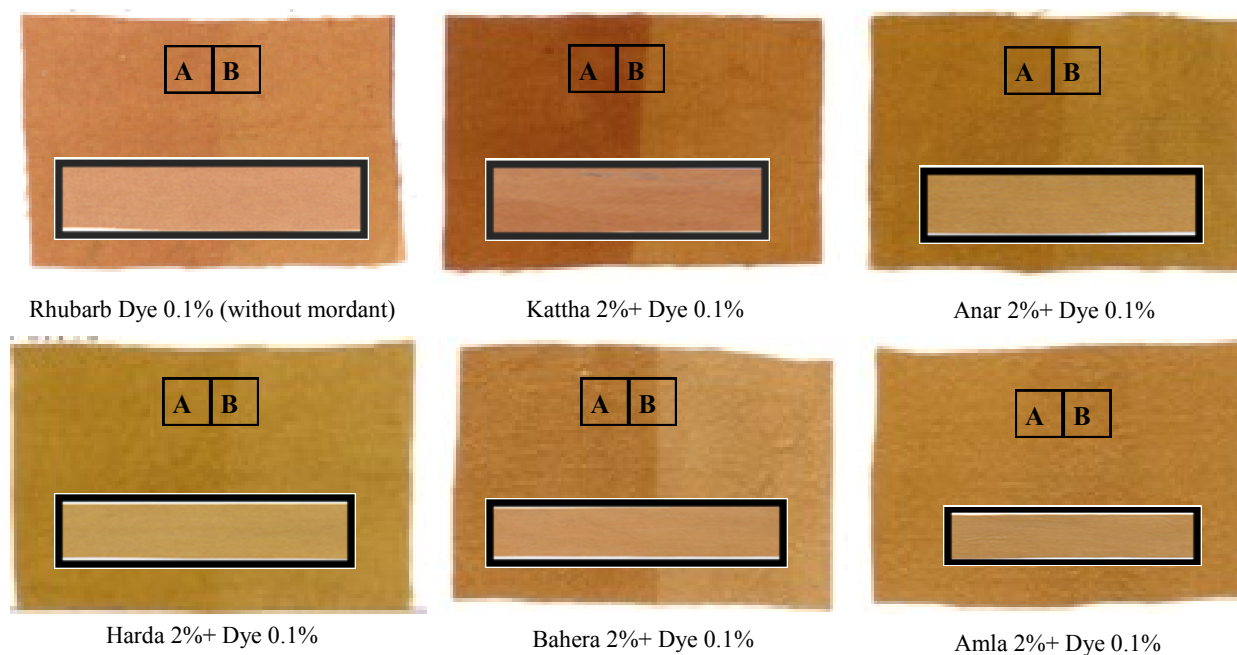 A B
A B
A B
Rhubarb Dye 0.1% (without mordant)
Kattha 2%+ Dye 0.1%
Anar 2%+ Dye 0.1%
A B
A B
A B
Harda 2%+ Dye 0.1%
Bahera 2%+ Dye 0.1%
Amla 2%+ Dye 0.1%